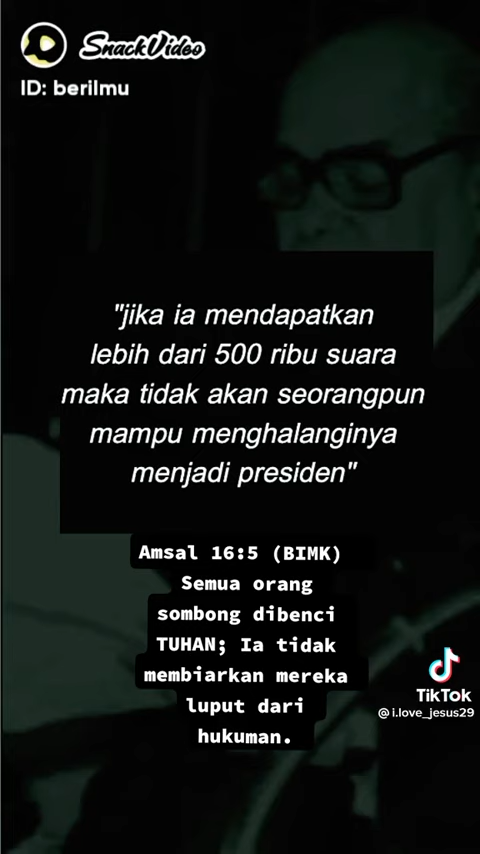 SnackVideo
ID: berilmu
"jika ia mendapatkan
lebih dari 500 ribu suara
maka tidak akan seorangpun
mampu menghalanginya
menjadi presiden"
Amsal 16:5 (BIMK)
Semua orang
sombong dibenci
TUHAN; Ia tidak
membiarkan mereka
luput dari
hukuman.
TikTok
@i.love_jesus29